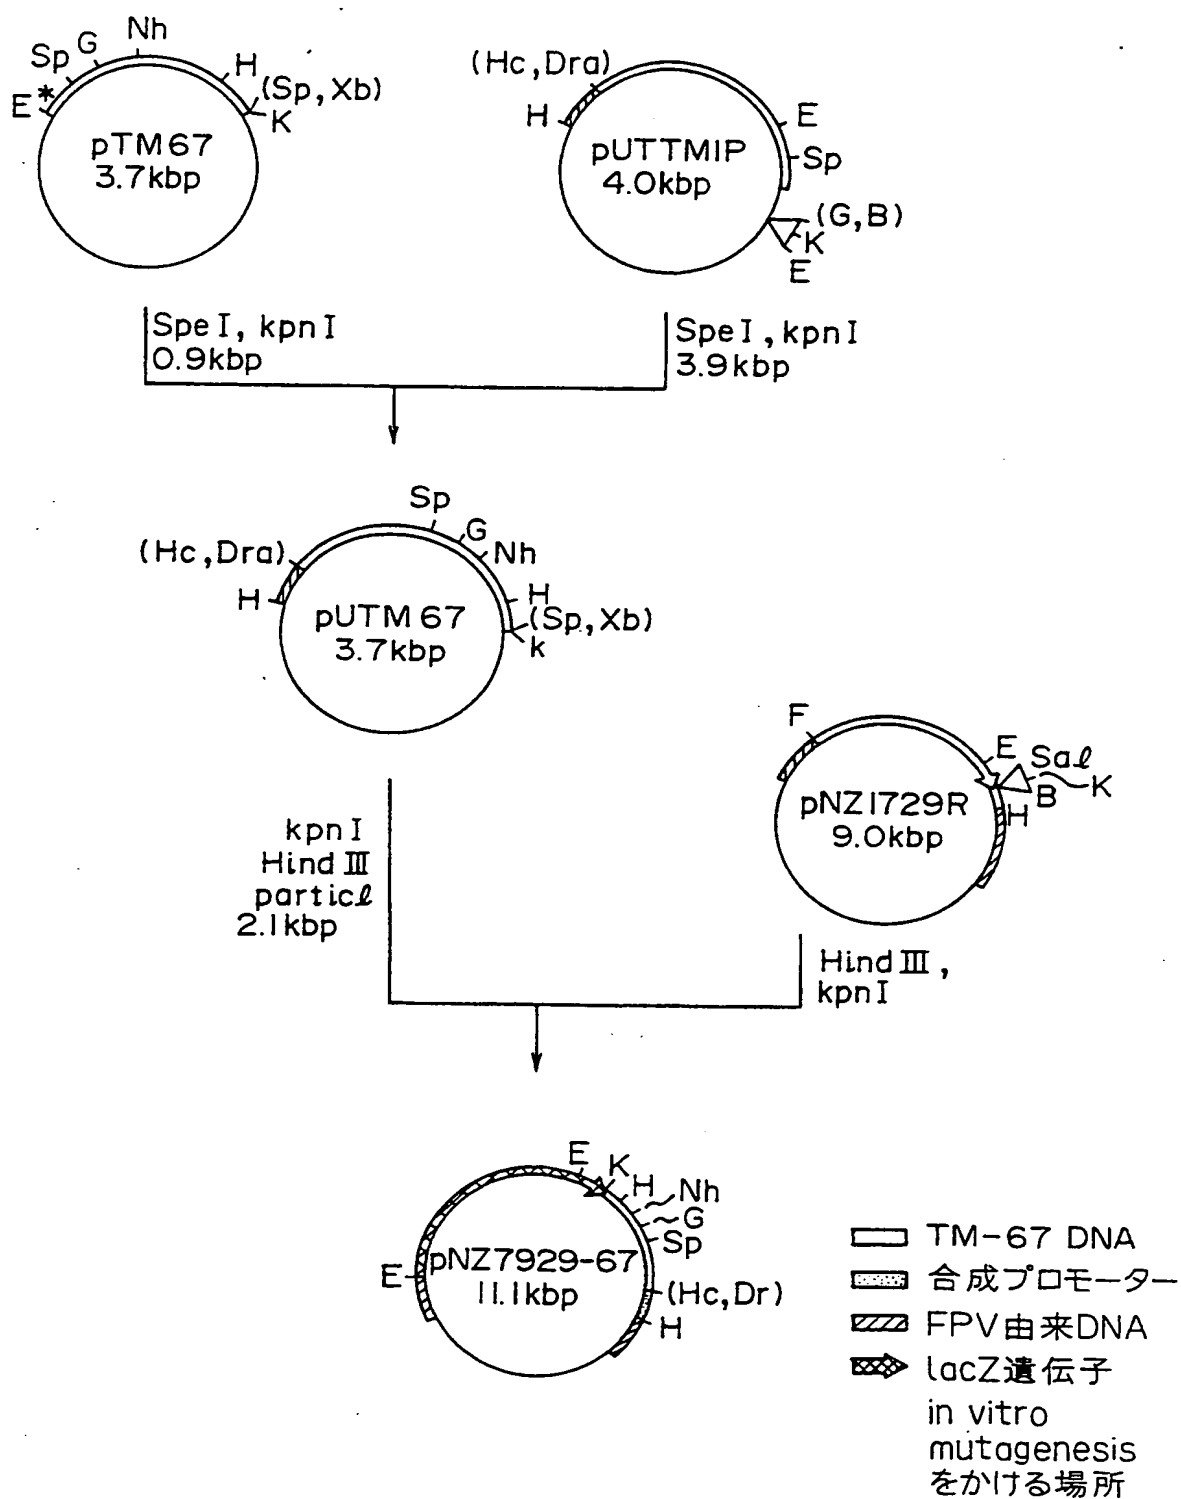 Nh
G
Sp
H
*
E
(Sp, Xb)
K
pTM67
3.7kbp
(Hc, Dra)
H
E
Sp
pUTTM1P
4.0kbp
(G, B)
K
E
SpeI, kpnI
0.9kbp
SpeI, kpnI
3.9kbp
Sp
G
Nh
(Hc, Dra)
H
H
(Sp, Xb)
k
pUTM67
3.7kbp
F
E
Sal
K
B
H
pNZ1729R
9.0kbp
kpnI
Hind III
particl
2.1kbp
Hind III,
kpnI
E
K
H
Nh
G
Sp
E
pNZ7929-67
11.1kbp
(Hc, Dr)
H
TM-67 DNA
合成プロモーター
FPV由来DNA
lacZ遺伝子
in vitro
mutagenesis
をかける場所